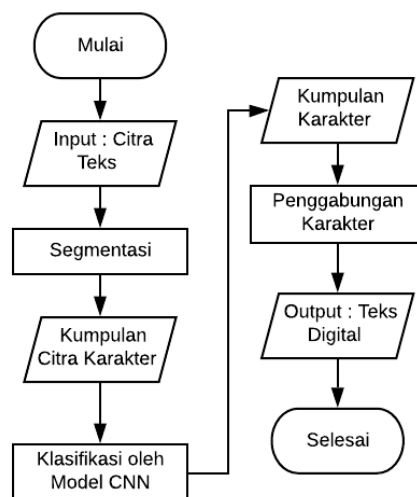 Mulai
Input : Citra
Teks
Segmentasi
Kumpulan
Citra Karakter
Klasifikasi oleh
Model CNN
Kumpulan
Karakter
Penggabungan
Karakter
Output : Teks
Digital
Selesai